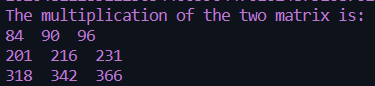 The multiplication of the two matrix is:
84 90 96
201 216 231
318 342 366